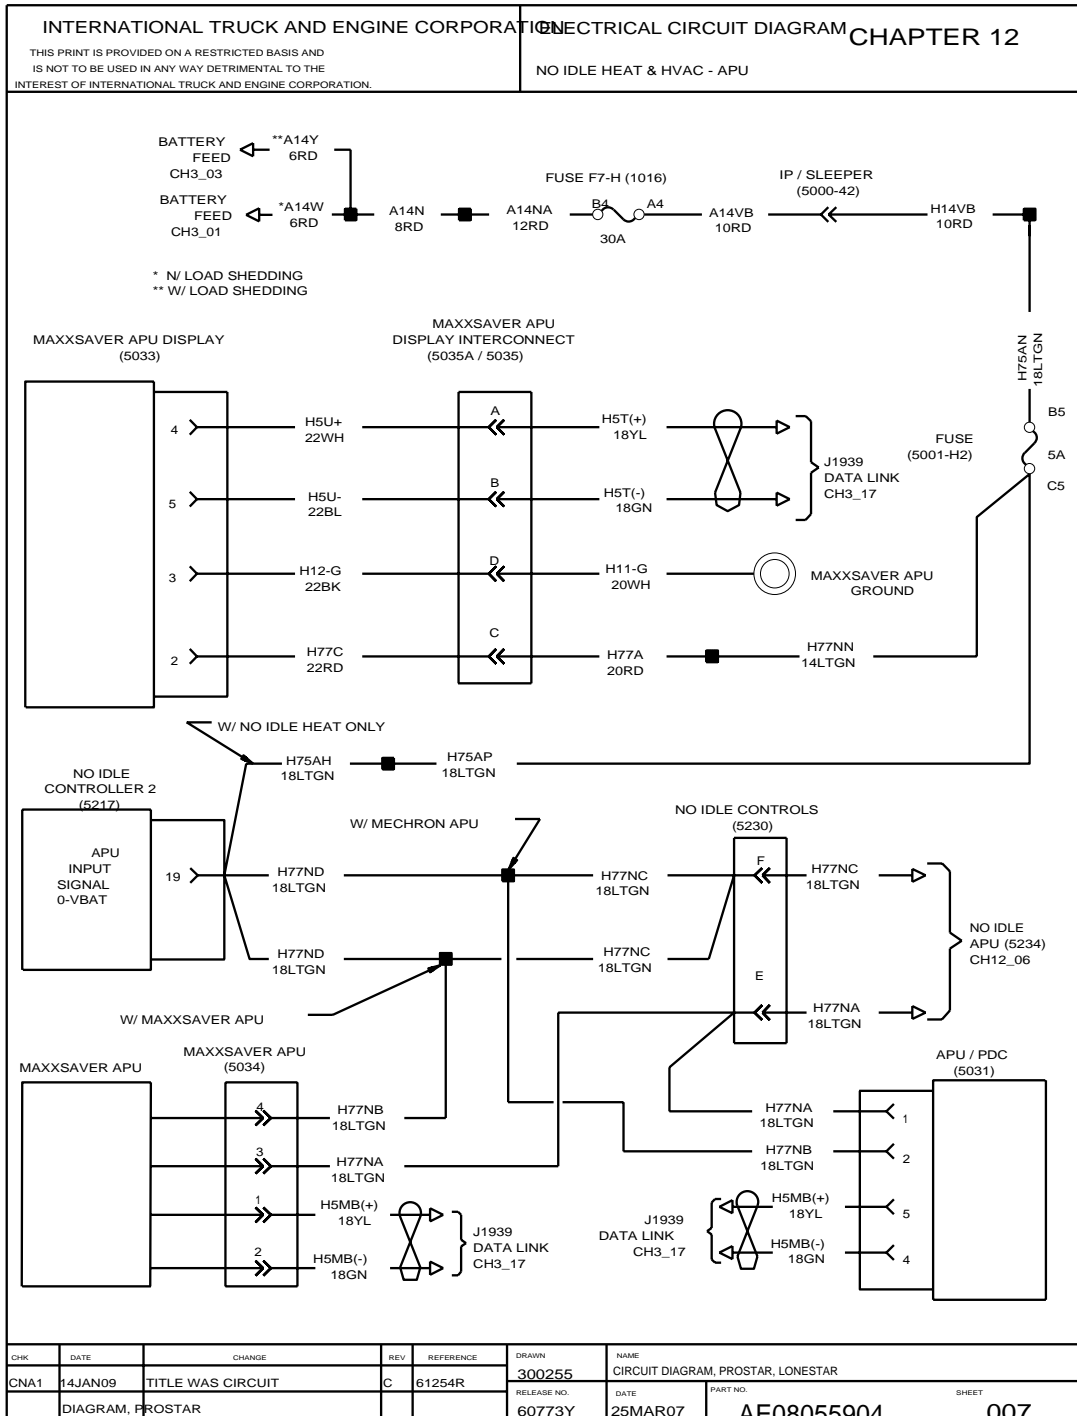 INTERNATIONAL TRUCK AND ENGINE CORPORATION
ELECTRICAL CIRCUIT DIAGRAM
CHAPTER 12
THIS PRINT IS PROVIDED ON A RESTRICTED BASIS AND
IS NOT TO BE USED IN ANY WAY DETRIMENTAL TO THE
INTEREST OF INTERNATIONAL TRUCK AND ENGINE CORPORATION.
NO IDLE HEAT & HVAC - APU
BATTERY
FEED
CH3_03
**A14Y
6RD
BATTERY
FEED
CH3_01
*A14W
6RD
A14N
8RD
A14NA
12RD
FUSE F7-H (1016)
B4
A4
30A
A14VB
10RD
IP / SLEEPER
(5000-42)
H14VB
10RD
* N/ LOAD SHEDDING
** W/ LOAD SHEDDING
H75AN
18LTGN
MAXXSAVER APU DISPLAY
(5033)
MAXXSAVER APU
DISPLAY INTERCONNECT
(5035A / 5035)
B5
FUSE
(5001-H2)
5A
C5
4
H5U+
22WH
A
H5T(+)
18YL
5
H5U-
22BL
B
H5T(-)
18GN
J1939
DATA LINK
CH3_17
3
H12-G
22BK
D
H11-G
20WH
MAXXSAVER APU
GROUND
2
H77C
22RD
C
H77A
20RD
H77NN
14LTGN
W/ NO IDLE HEAT ONLY
H75AH
18LTGN
H75AP
18LTGN
NO IDLE
CONTROLLER 2
(5217)
APU
INPUT
SIGNAL
0-VBAT
19
H77ND
18LTGN
W/ MECHRON APU
H77NC
18LTGN
NO IDLE CONTROLS
(5230)
F
H77NC
18LTGN
H77ND
18LTGN
H77NC
18LTGN
E
H77NA
18LTGN
NO IDLE
APU (5234)
CH12_06
W/ MAXXSAVER APU
MAXXSAVER APU
MAXXSAVER APU
(5034)
4
H77NB
18LTGN
3
H77NA
18LTGN
1
H5MB(+)
18YL
2
H5MB(-)
18GN
J1939
DATA LINK
CH3_17
APU / PDC
(5031)
H77NA
18LTGN
1
H77NB
18LTGN
2
J1939
DATA LINK
CH3_17
H5MB(+)
18YL
5
H5MB(-)
18GN
4
CHK
DATE
CHANGE
REV
REFERENCE
DRAWN
300255
NAME
CIRCUIT DIAGRAM, PROSTAR, LONESTAR
CNA1
14JAN09
TITLE WAS CIRCUIT
C
61254R
DIAGRAM, PROSTAR
RELEASE NO.
60773Y
DATE
25MAR07
PART NO.
AE08055904
SHEET
007